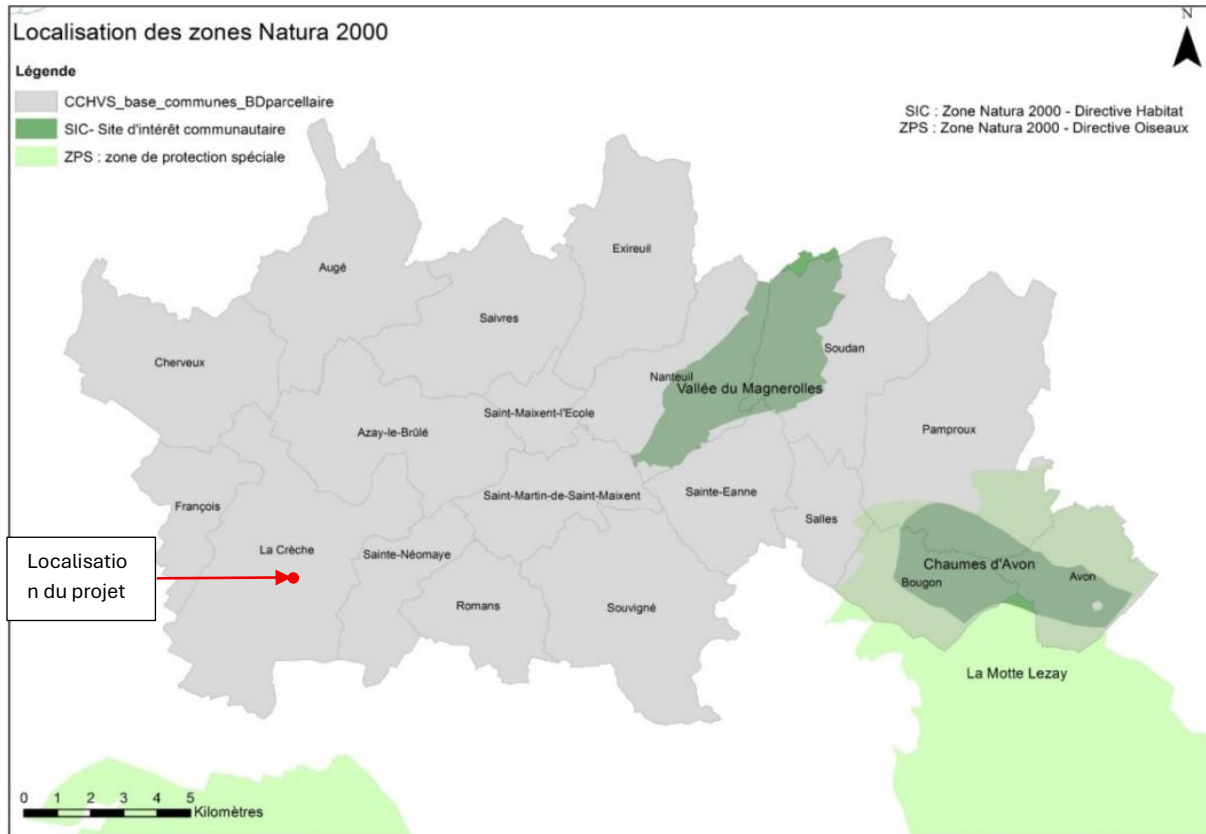 Localisation des zones Natura 2000
N
Légende
CCHVS_base_communes_BDparcellaire
SIC- Site d'intérêt communautaire
ZPS : zone de protection spéciale
SIC : Zone Natura 2000 - Directive Habitat
ZPS : Zone Natura 2000 - Directive Oiseaux
Exireuil
Augé
Saivres
Soudan
Cherveux
Nanteuil
Vallée du Magnerolles
Saint-Maixent-l'Ecole
Azay-le-Brûlé
Pamproux
Saint-Martin-de-Saint-Maixent
Sainte-Eanne
François
Salles
La Crèche
Sainte-Néomaye
Localisatio
n du projet
Chaumes d'Avon
Bougon
Avon
Romans
Souvigné
La Motte Lezay
0 1 2 3 4 5
Kilomètres